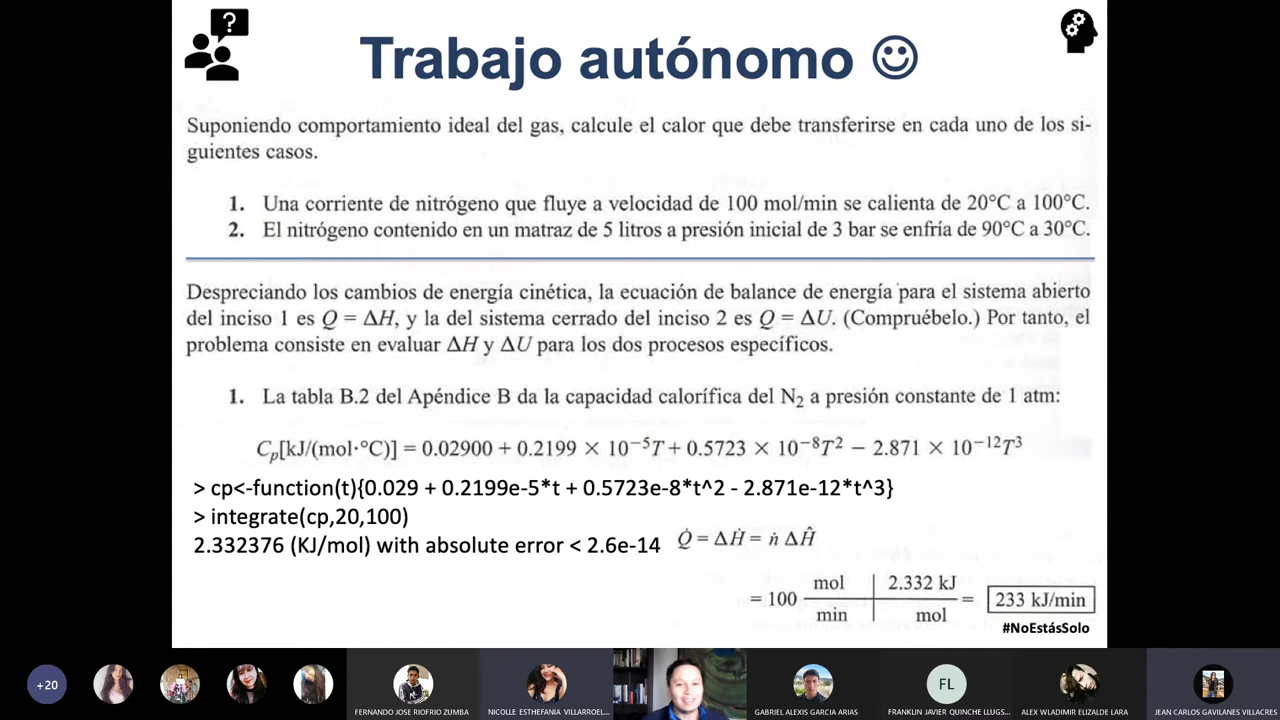 ?
Trabajo autónomo ☺
Suponiendo comportamiento ideal del gas, calcule el calor que debe transferirse en cada uno de los si-
guientes casos.
1. Una corriente de nitrógeno que fluye a velocidad de 100 mol/min se calienta de 20°C a 100°C.
2. El nitrógeno contenido en un matraz de 5 litros a presión inicial de 3 bar se enfría de 90°C a 30°C.
Despreciando los cambios de energía cinética, la ecuación de balance de energía para el sistema abierto
del inciso 1 es Q = ΔH, y la del sistema cerrado del inciso 2 es Q = ΔU. (Compruébelo.) Por tanto, el
problema consiste en evaluar ΔH y ΔU para los dos procesos específicos.
1. La tabla B.2 del Apéndice B da la capacidad calorífica del N₂ a presión constante de 1 atm:
Cₚ[kJ/(mol·°C)] = 0.02900 + 0.2199 × 10⁻⁵T + 0.5723 × 10⁻⁸T² − 2.871 × 10⁻¹²T³
> cp<-function(t){0.029 + 0.2199e-5*t + 0.5723e-8*t^2 - 2.871e-12*t^3}
> integrate(cp,20,100)
2.332376 (KJ/mol) with absolute error < 2.6e-14
Q̇ = ΔḢ = ṅ ΔĤ
= 100 mol | 2.332 kJ = 233 kJ/min
min | mol
#NoEstásSolo
+20
FERNANDO JOSE RIOFRIO ZUMBA
NICOLLE ESTHEFANIA VILLARROEL...
GABRIEL ALEXIS GARCIA ARIAS
FL
FRANKLIN JAVIER QUINCHE LLUGS...
ALEX WLADIMIR ELIZALDE LARA
JEAN CARLOS GAVILANES VILLACRES